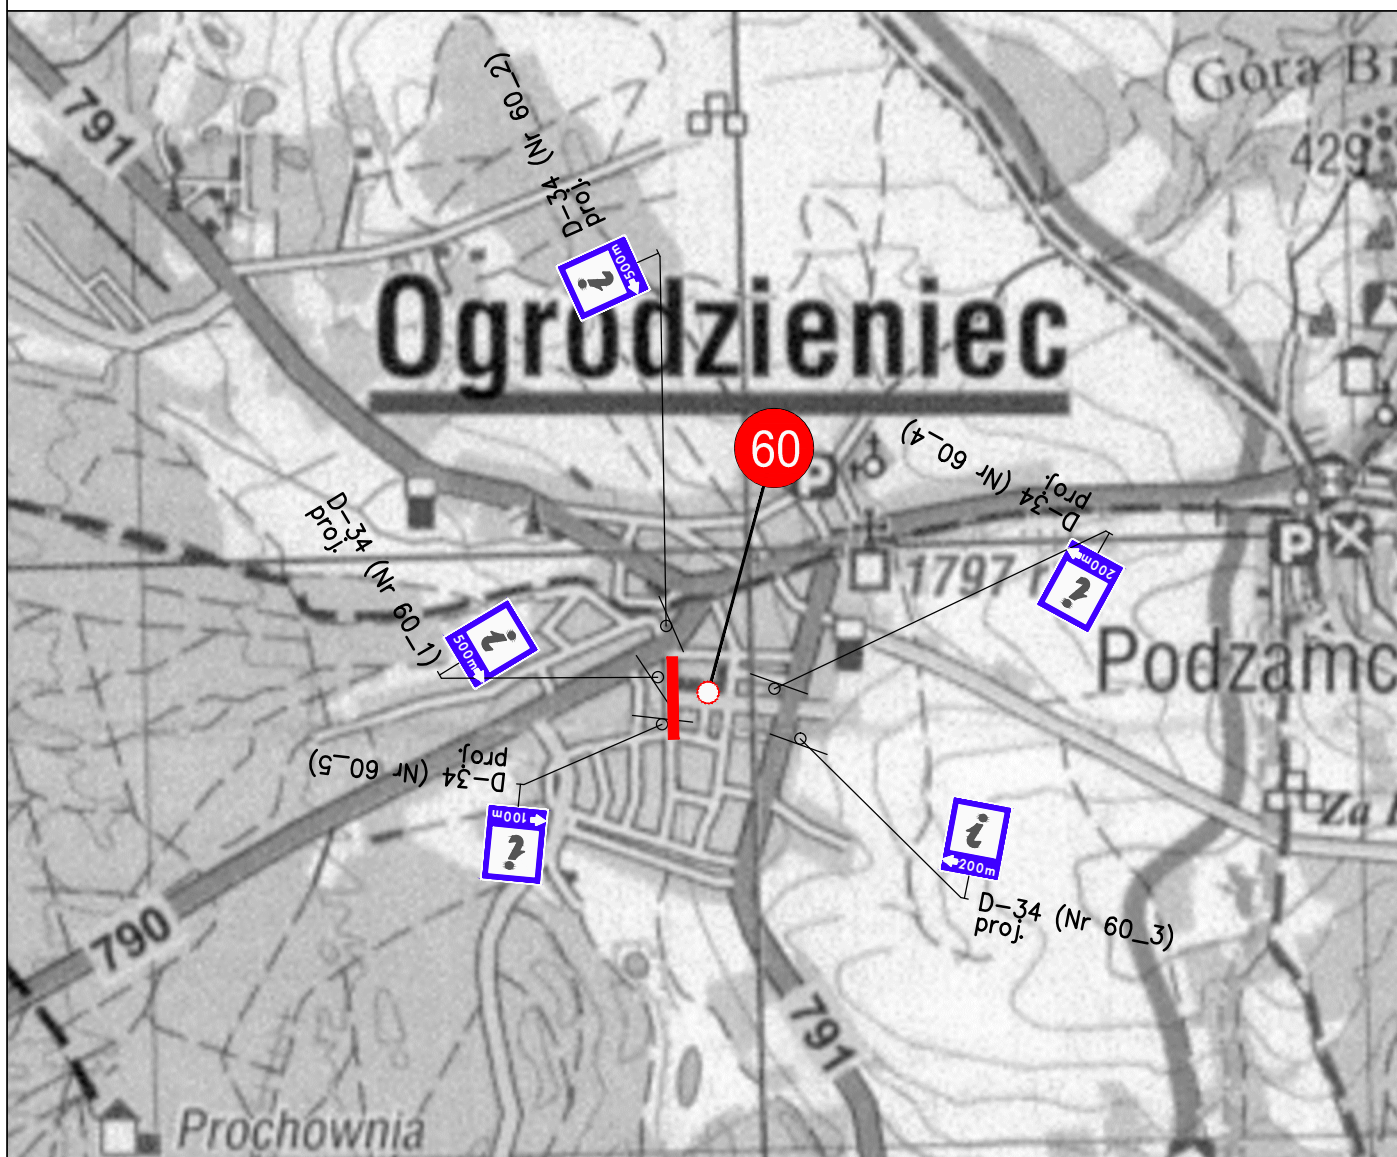 Góra B
429
791
D-34 (Nr 60_2)
proj.
500m
i
Ogrodzieniec
60
P
D-34 (Nr 60_4)
proj.
200m
i
D-34 (Nr 60_1)
proj.
500m
i
1797
P
Podzamc
D-34 (Nr 60_5)
proj.
100m
i
i
200m
D-34 (Nr 60_3)
proj.
Za
790
791
Prochownia